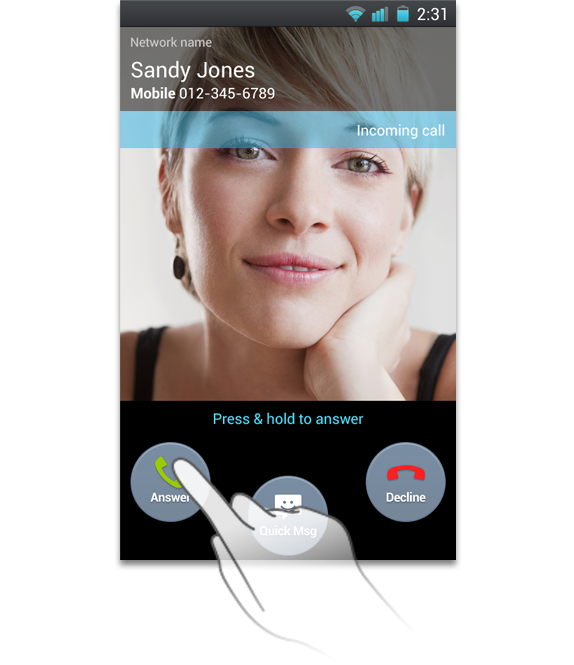 2:31
Network name
Sandy Jones
Mobile 012-345-6789
Incoming call
Press & hold to answer
Answer
Decline
Quick Msg